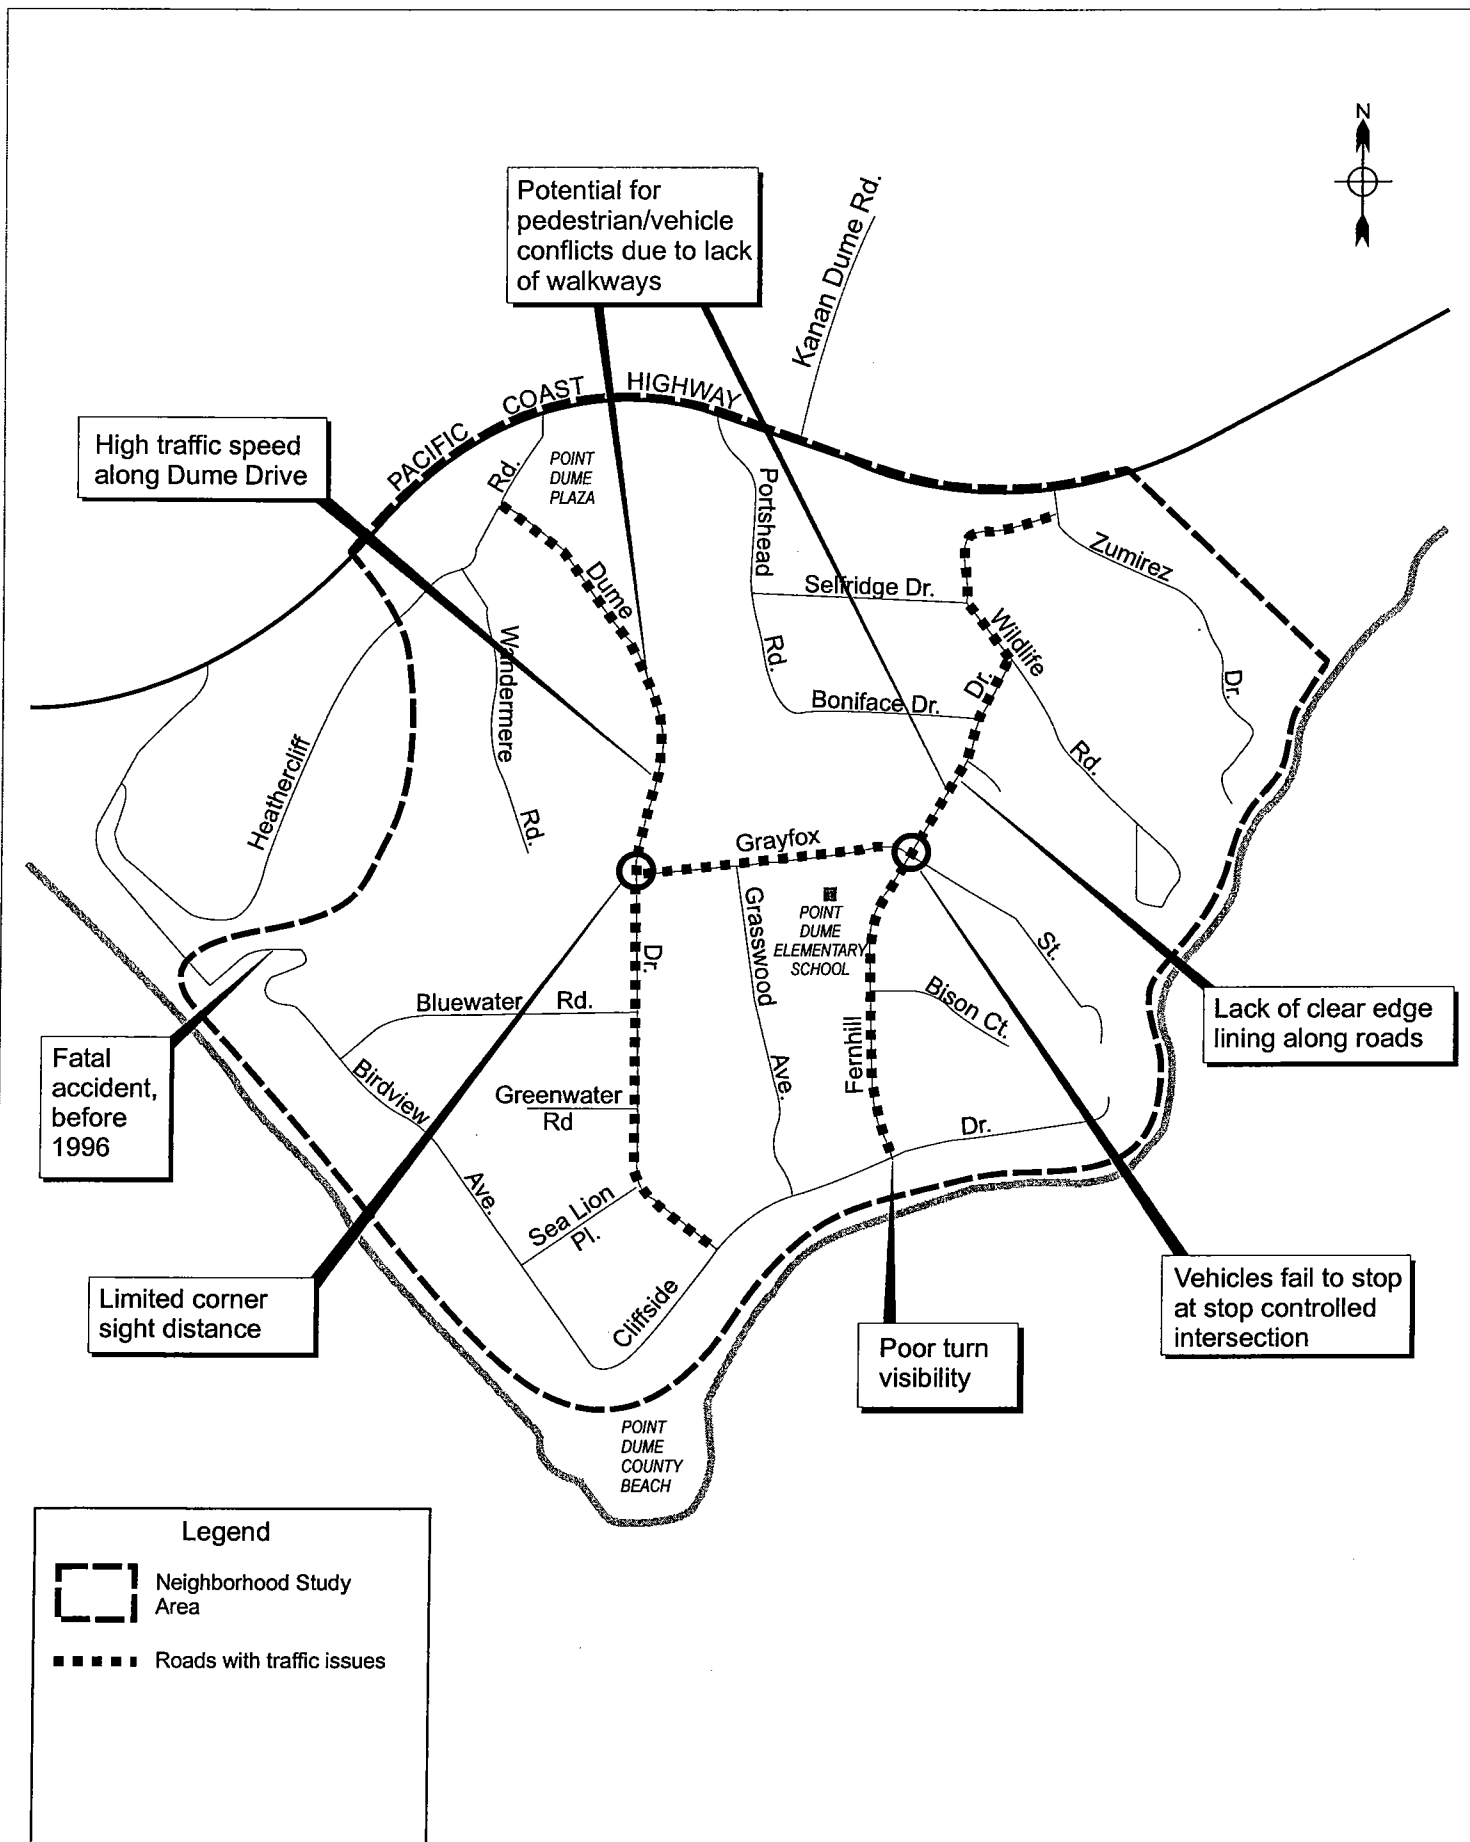 N
Potential for
pedestrian/vehicle
conflicts due to lack
of walkways
Kanan Dume Rd.
PACIFIC COAST HIGHWAY
High traffic speed
along Dume Drive
Rd.
POINT
DUME
PLAZA
Portshead
Rd.
Dume
Dr.
Selfridge Dr.
Zumirez
Dr.
Wildlife
Rd.
Wandermere
Rd.
Boniface Dr.
Dr.
Heathercliff
Grayfox
St.
POINT
DUME
ELEMENTARY
SCHOOL
Grasswood
Ave.
Bluewater Rd.
Bison Ct.
Fernhill
Lack of clear edge
lining along roads
Fatal
accident,
before
1996
Birdview
Ave.
Greenwater
Rd
Dr.
Sea Lion
Pl.
Cliffside
Limited corner
sight distance
Poor turn
visibility
Vehicles fail to stop
at stop controlled
intersection
POINT
DUME
COUNTY
BEACH
Legend
Neighborhood Study
Area
Roads with traffic issues